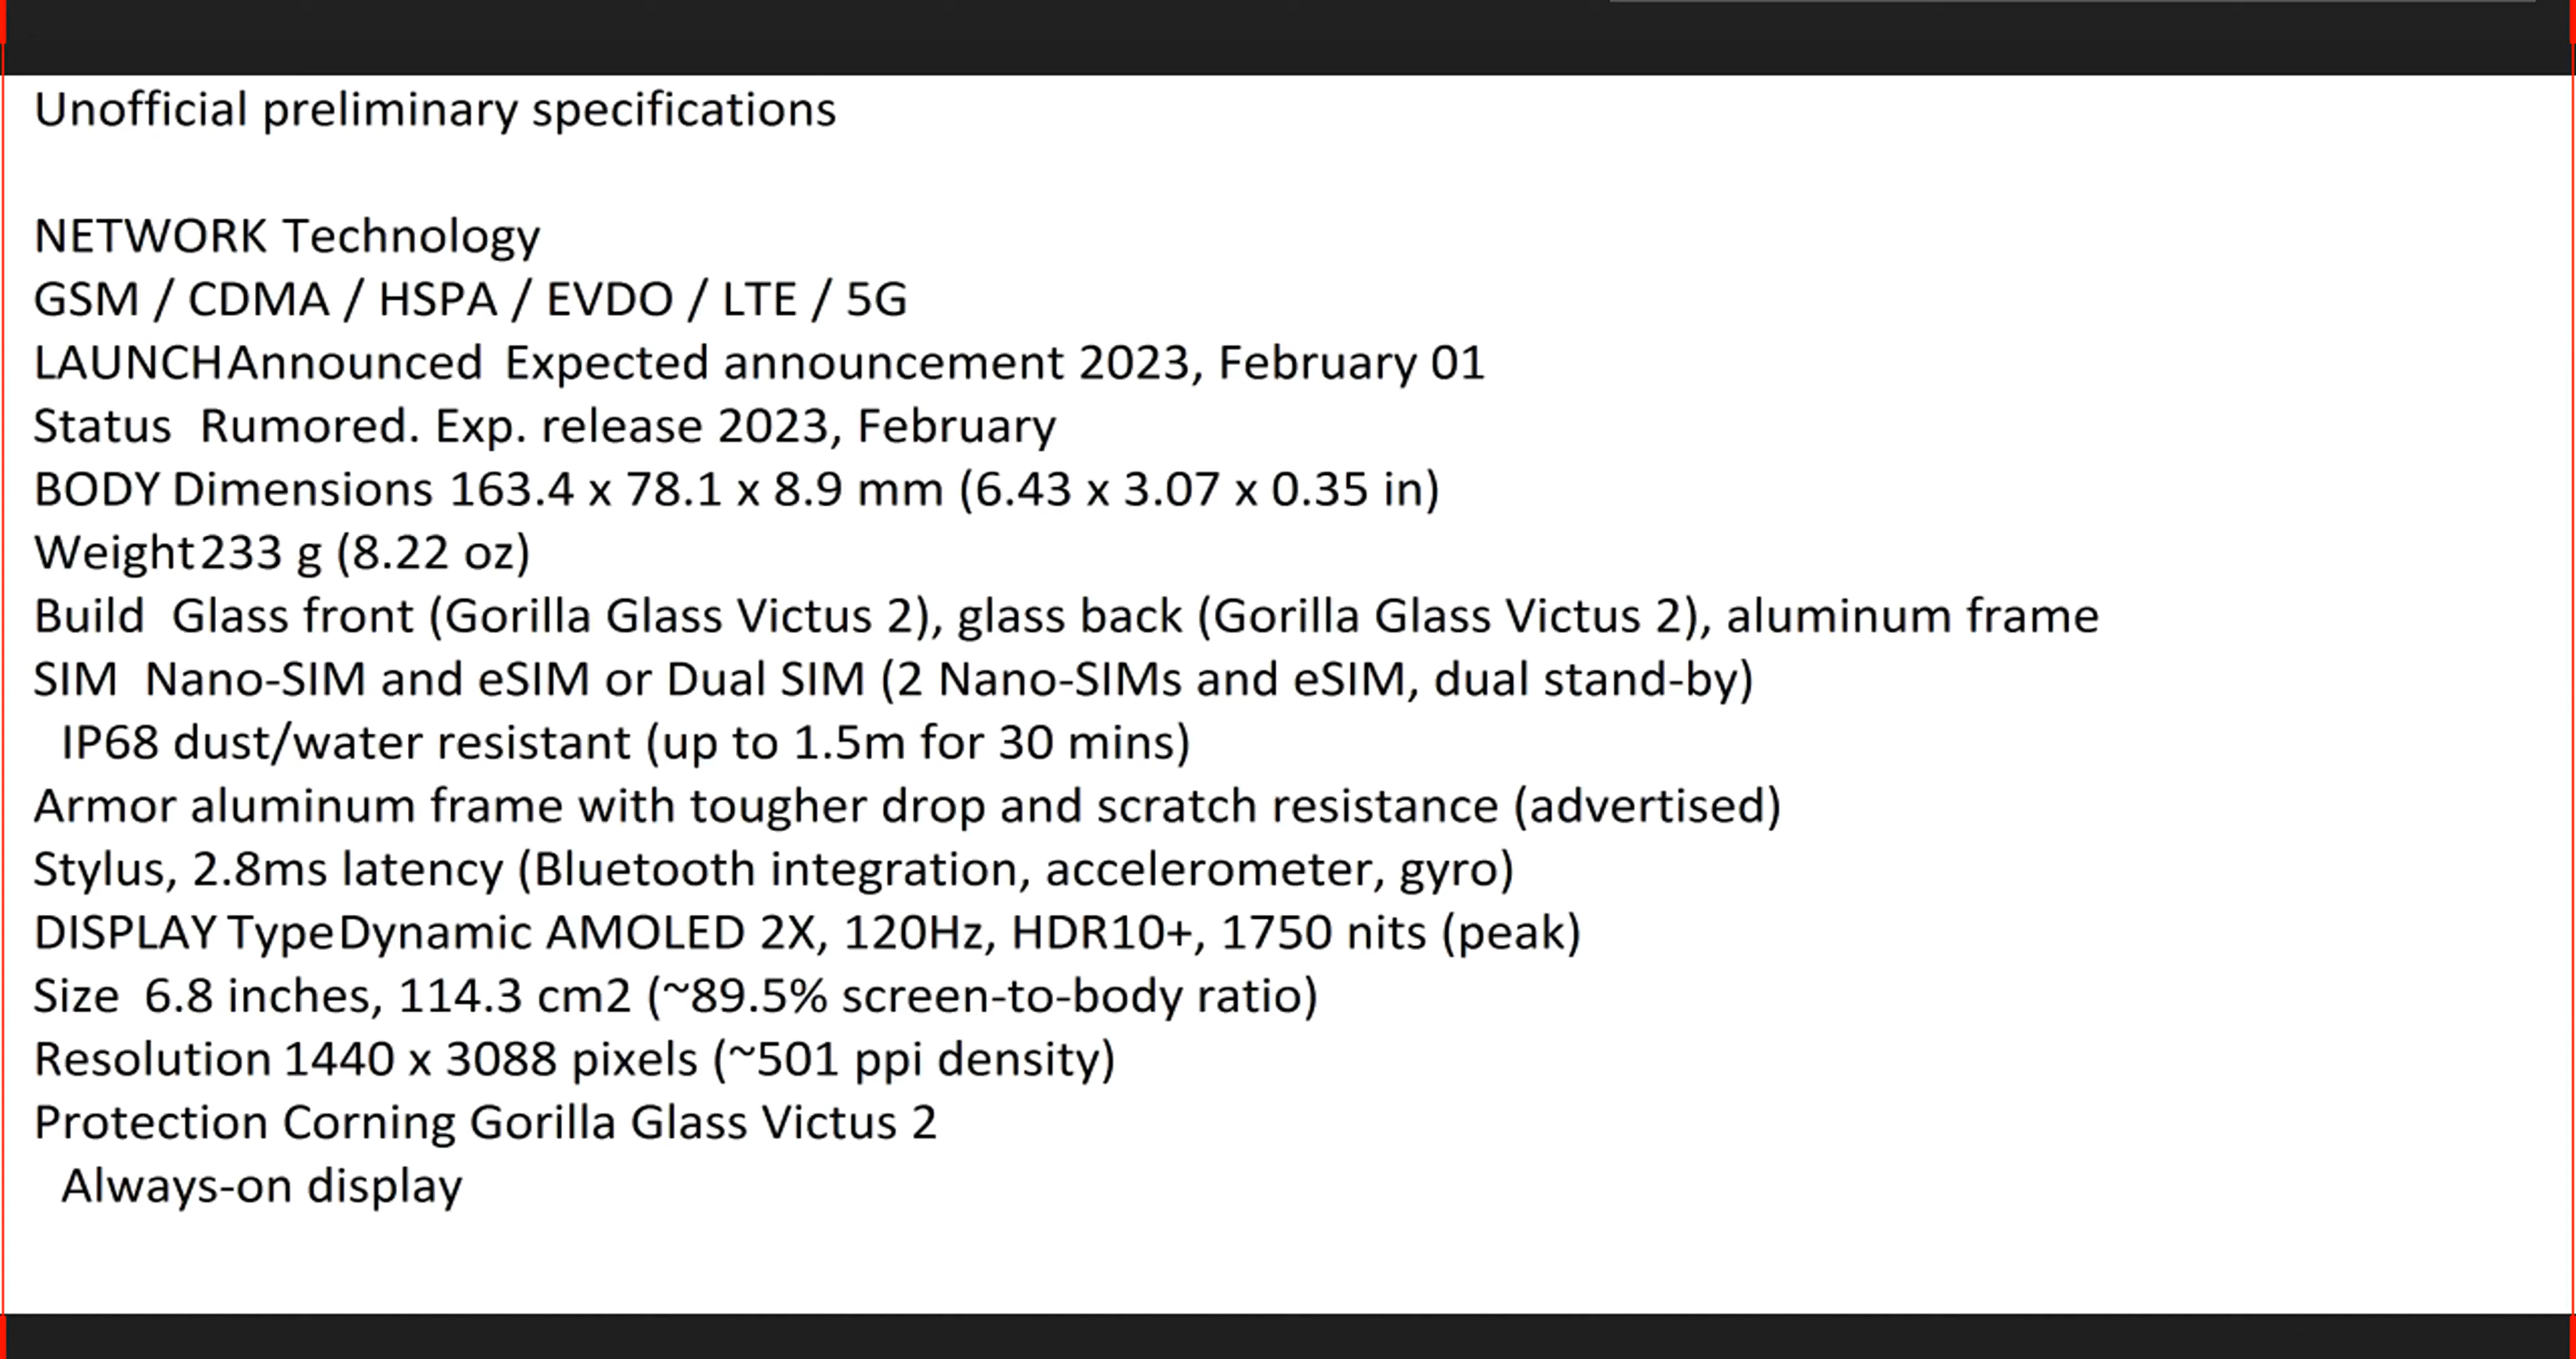 Unofficial preliminary specifications
NETWORK Technology
GSM / CDMA / HSPA / EVDO / LTE / 5G
LAUNCH Announced Expected announcement 2023, February 01
Status Rumored. Exp. release 2023, February
BODY Dimensions 163.4 x 78.1 x 8.9 mm (6.43 x 3.07 x 0.35 in)
Weight 233 g (8.22 oz)
Build Glass front (Gorilla Glass Victus 2), glass back (Gorilla Glass Victus 2), aluminum frame
SIM Nano-SIM and eSIM or Dual SIM (2 Nano-SIMs and eSIM, dual stand-by)
IP68 dust/water resistant (up to 1.5m for 30 mins)
Armor aluminum frame with tougher drop and scratch resistance (advertised)
Stylus, 2.8ms latency (Bluetooth integration, accelerometer, gyro)
DISPLAY Type Dynamic AMOLED 2X, 120Hz, HDR10+, 1750 nits (peak)
Size 6.8 inches, 114.3 cm2 (~89.5% screen-to-body ratio)
Resolution 1440 x 3088 pixels (~501 ppi density)
Protection Corning Gorilla Glass Victus 2
Always-on display